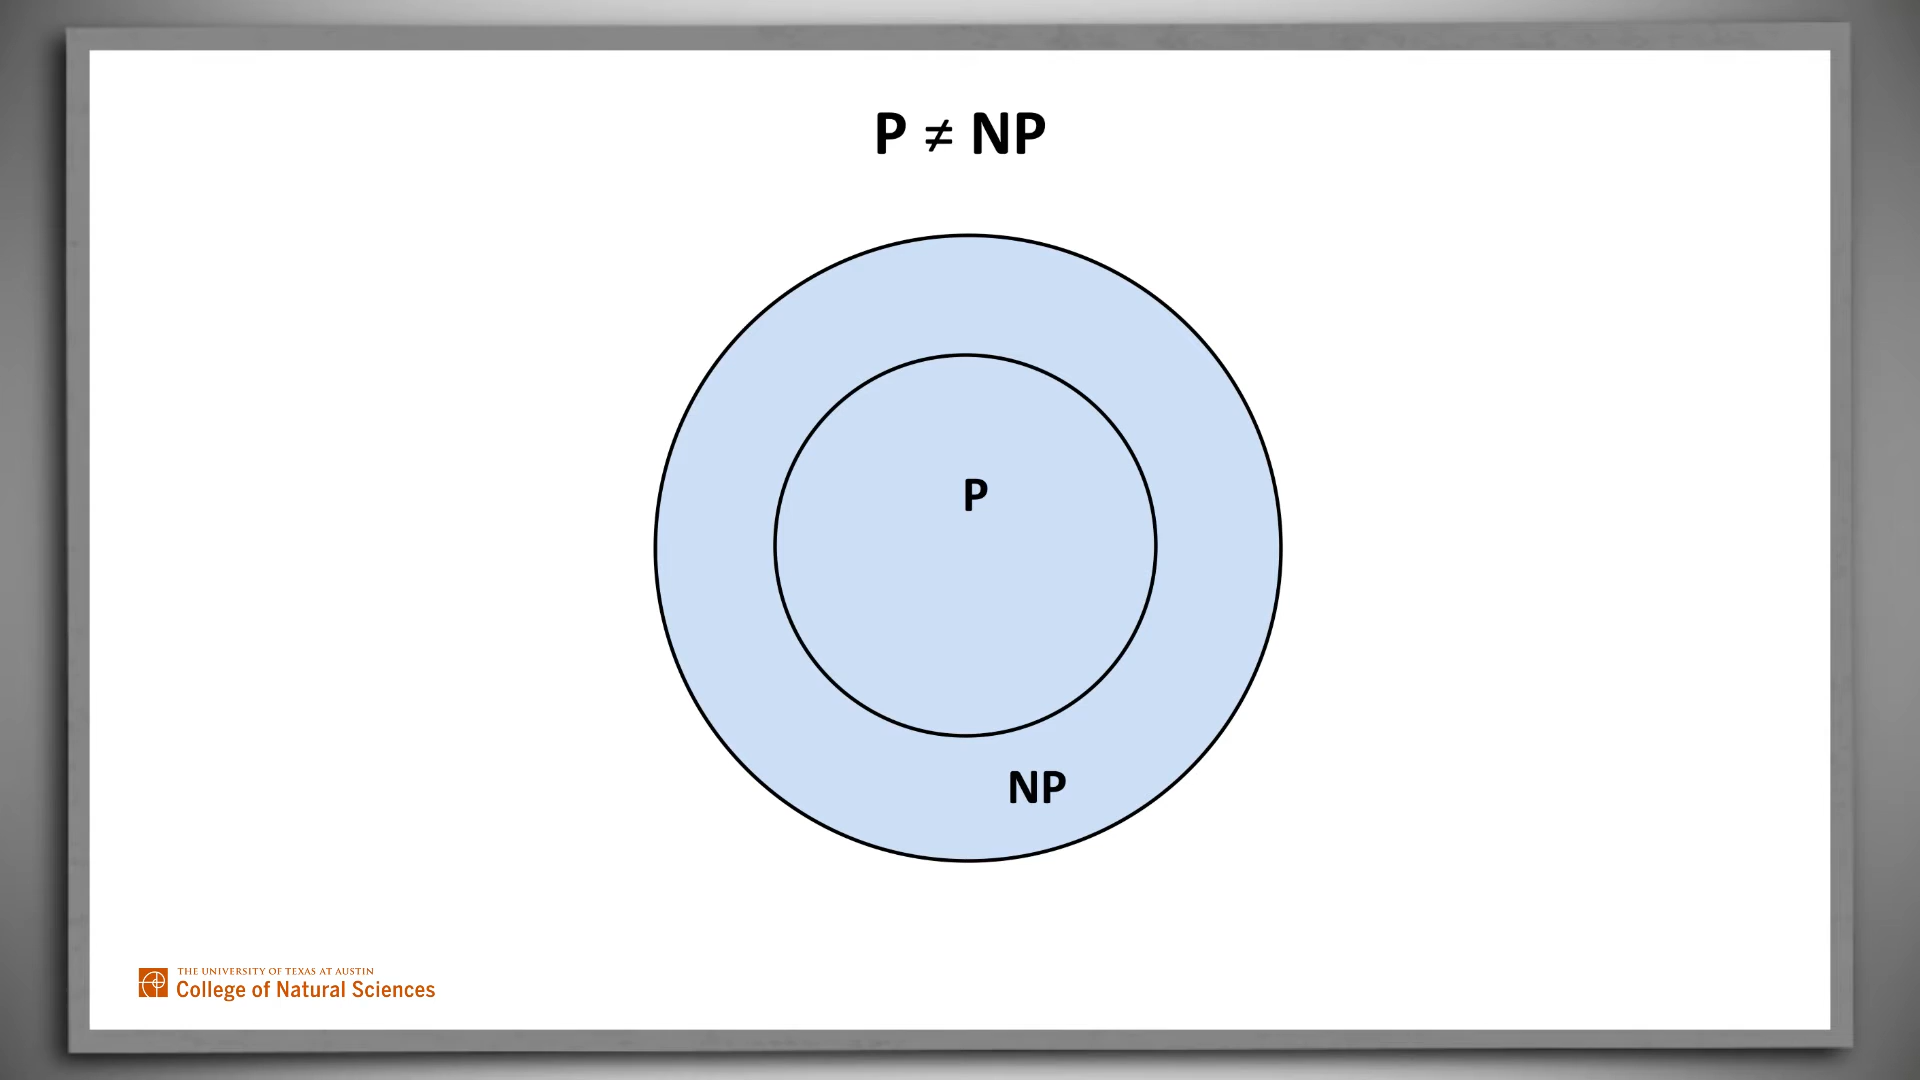 P ≠ NP
P
NP
THE UNIVERSITY OF TEXAS AT AUSTIN
College of Natural Sciences